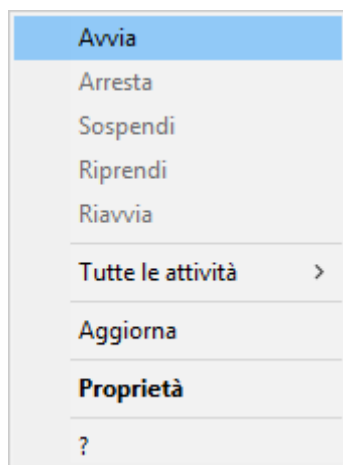 Avvia
Arresta
Sospendi
Riprendi
Riavvia
Tutte le attività
Aggiorna
Proprietà
?